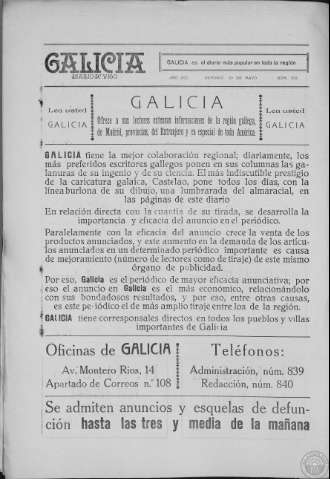 GALICIA
DIARIO DE VIGO
GALICIA es el diario más popular en toda la región
Lea usted
GALICIA
GALICIA
Ofrece a sus lectores extensas informaciones de la región gallega,
de Madrid, provincias, del Extranjero y en especial de toda América.
Lea usted
GALICIA
GALICIA tiene la mejor colaboración regional; diariamente, los
más preferidos escritores gallegos ponen en sus columnas las ga-
lanuras de su ingenio y de su ciencia. El más indiscutible prestigio
de la caricatura galaica, Castelao, pone todos los días, con la
línea burlona de su dibujo, una lumbrarada del almaracial, en
las páginas de este diario
En relación directa con la cuantía de su tirada, se desarrolla la
importancia y eficacia del anuncio en el periódico.
Paralelamente con la eficacia del anuncio crece la venta de los
productos anunciados, y este aumento en la demanda de los artícu-
los anunciados en un determinado periódico importante es causa
de mejoramiento (número de lectores como de tiraje) de este mismo
órgano de publicidad.
Por eso, Galicia es el periódico de mayor eficacia anunciativa; por
eso el anuncio en Galicia es el más economico, relacionándolo
con sus bondadosos resultados, y por eso, entre otras causas,
es este periódico el de más amplio tiraje entre los de la región.
GALICIA tiene corresponsales directos en todos los pueblos y villas
importantes de Galicia
Oficinas de GALICIA
Av. Montero Ríos, 14
Apartado de Correos n.º 108
Teléfonos:
Administración, núm. 839
Redacción, núm. 840
Se admiten anuncios y esquelas de defun-
ción hasta las tres y media de la mañana